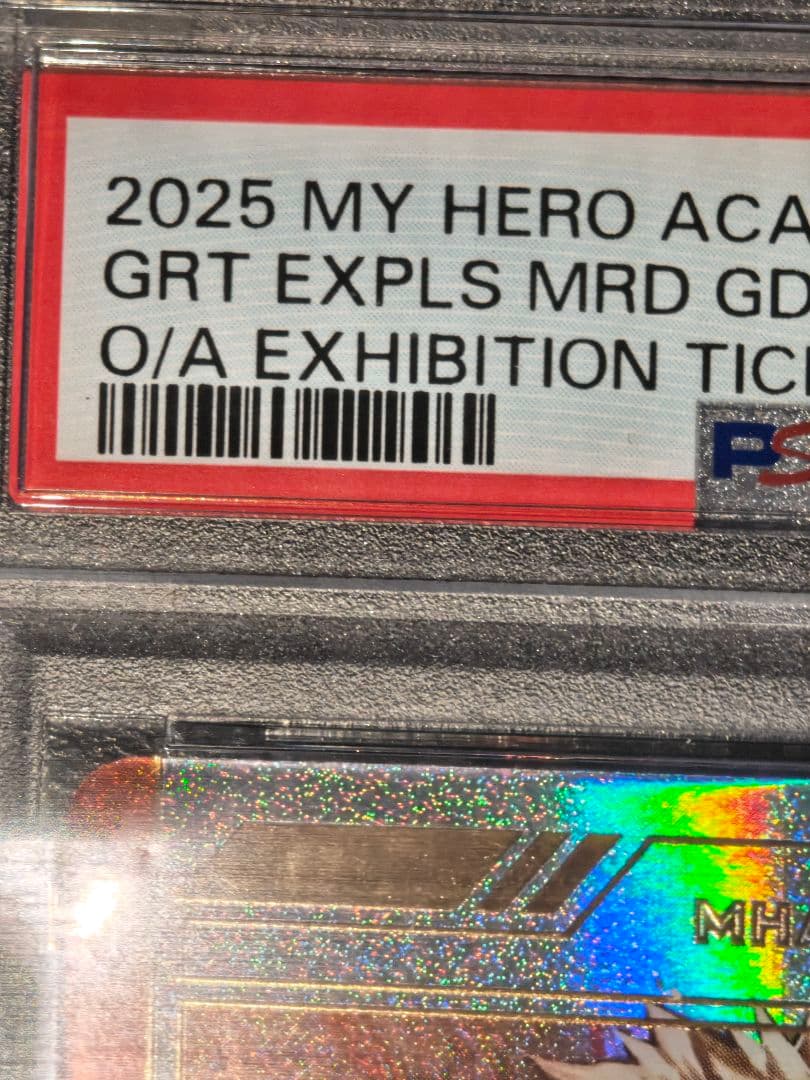 2025 MY HERO ACA
GRT EXPLS MRD GD
O/A EXHIBITION TIC
PS
MHA